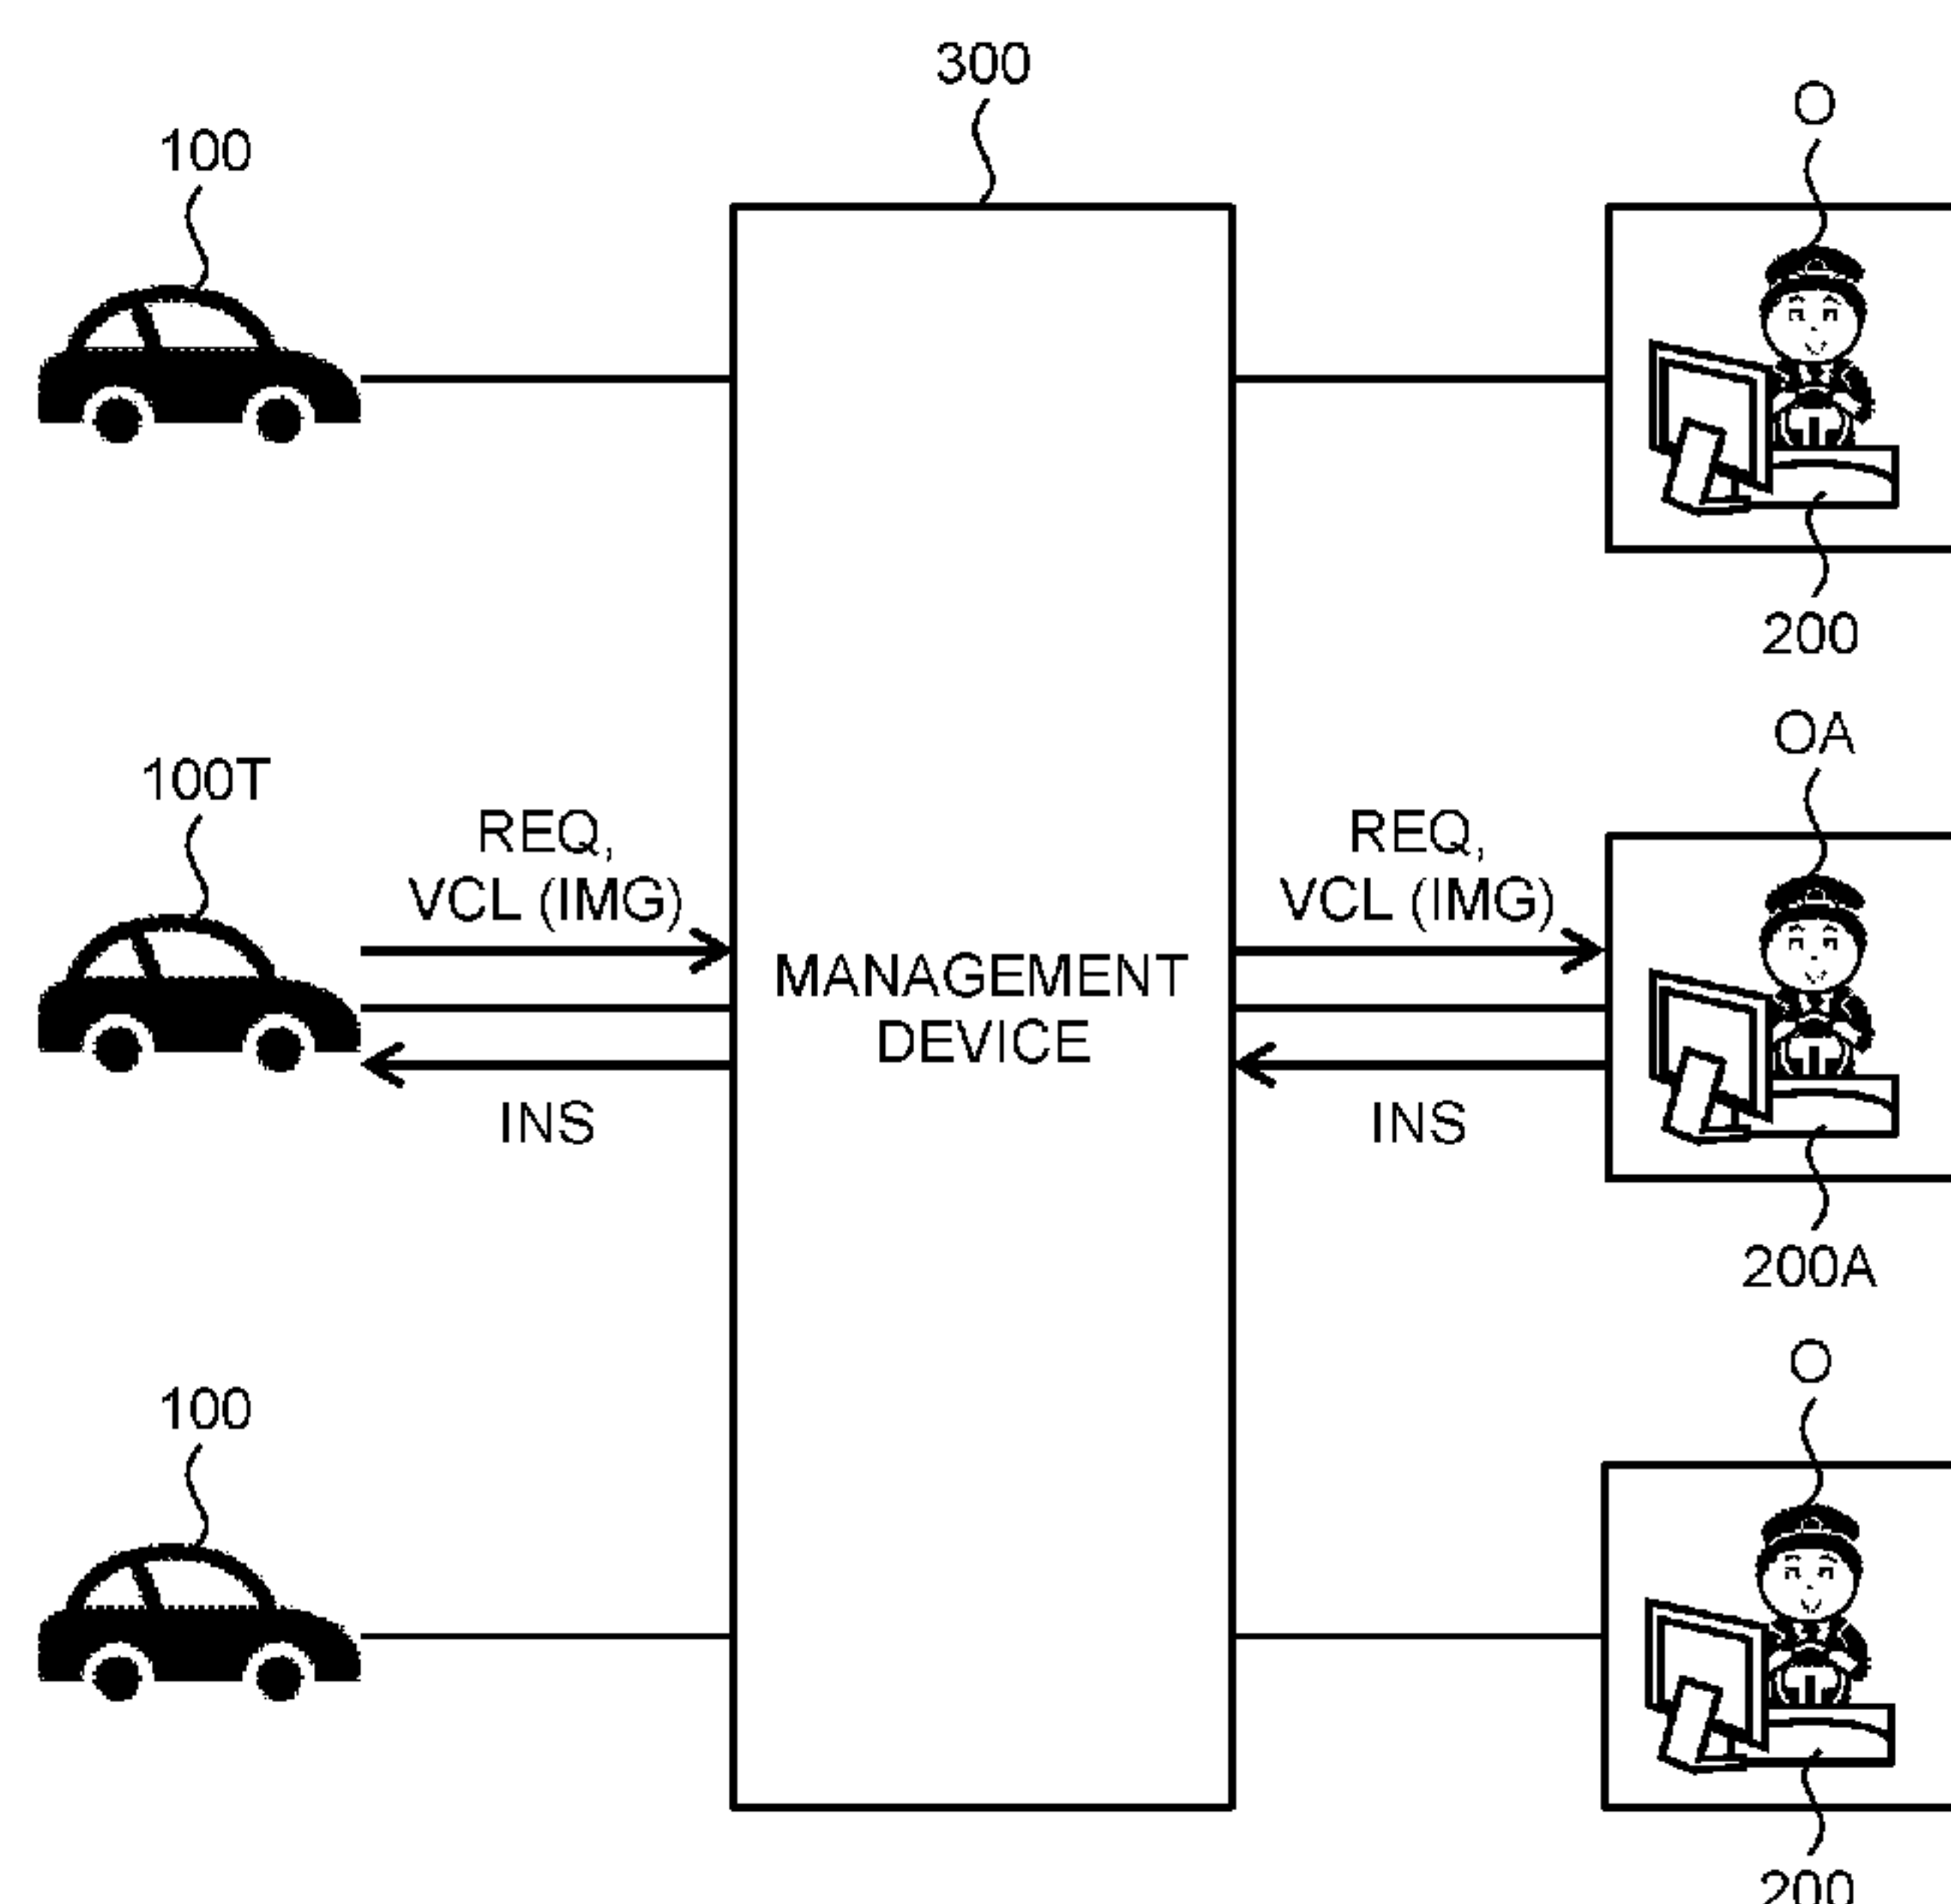 300
O
100
200
OA
100T
REQ,
VCL (IMG)
REQ,
VCL (IMG)
MANAGEMENT
DEVICE
INS
INS
200A
O
100
200